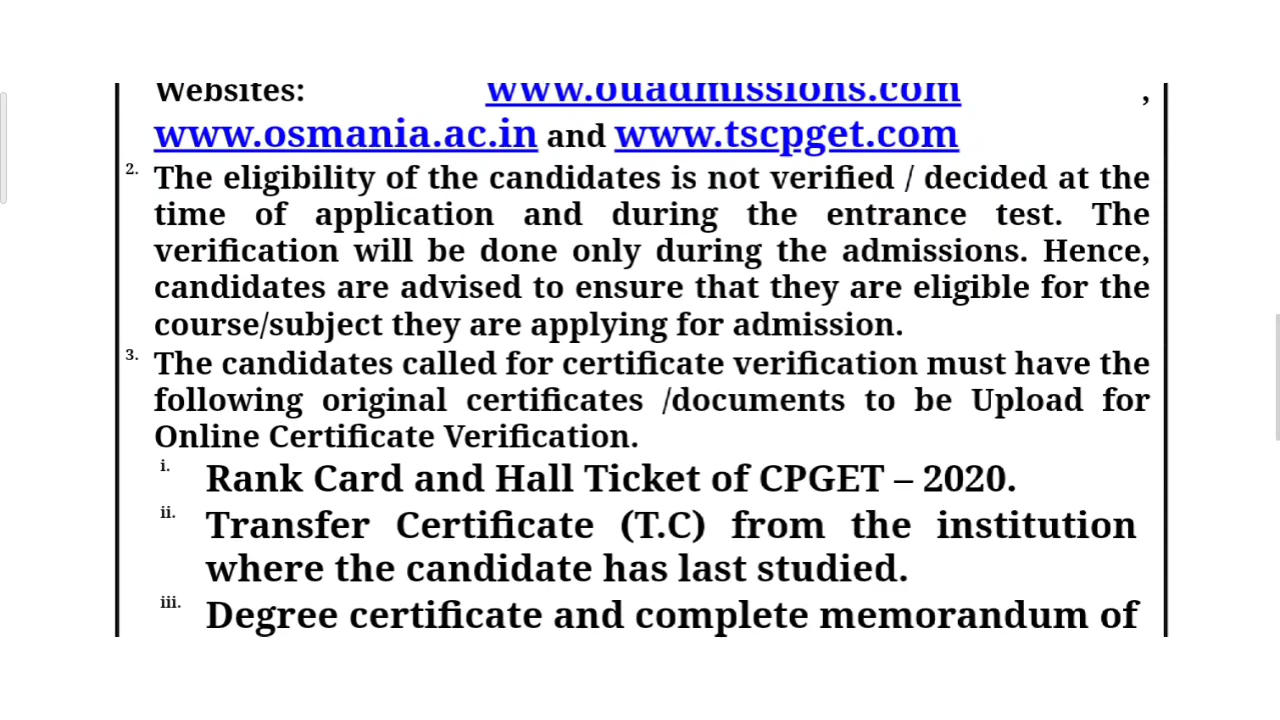 Websites: www.ouadmissions.com ,
www.osmania.ac.in and www.tscpget.com
2. The eligibility of the candidates is not verified / decided at the
time of application and during the entrance test. The
verification will be done only during the admissions. Hence,
candidates are advised to ensure that they are eligible for the
course/subject they are applying for admission.
3. The candidates called for certificate verification must have the
following original certificates /documents to be Upload for
Online Certificate Verification.
i. Rank Card and Hall Ticket of CPGET – 2020.
ii. Transfer Certificate (T.C) from the institution
where the candidate has last studied.
iii. Degree certificate and complete memorandum of